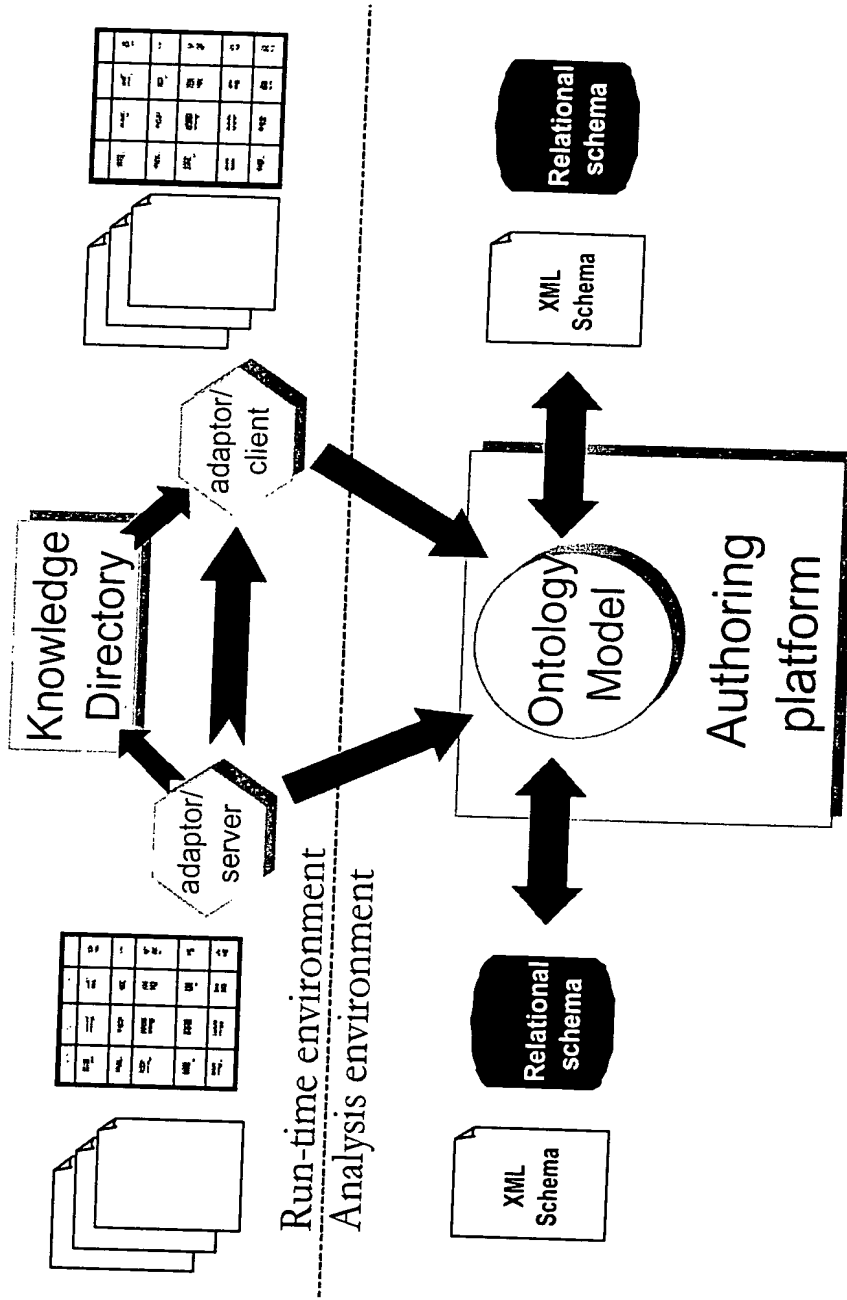 Knowledge
Directory
adaptor/
server
adaptor/
client
Run-time environment
Analysis environment
XML
Schema
Relational
schema
Ontology
Model
Authoring
platform
XML
Schema
Relational
schema